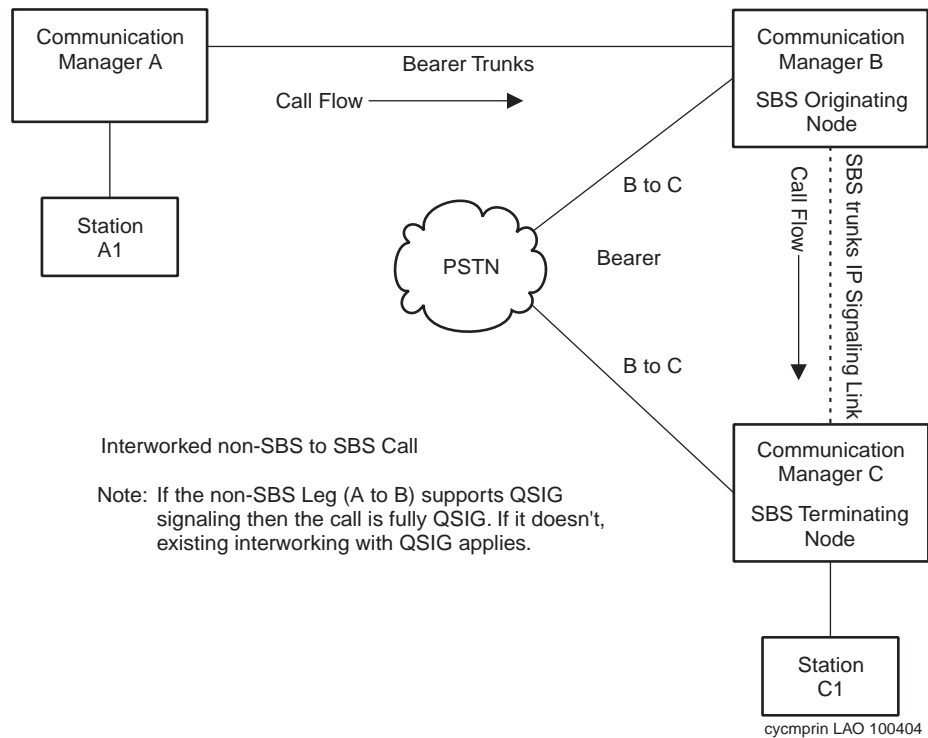 Communication
Manager A
Bearer Trunks
Call Flow
Communication
Manager B
SBS Originating
Node
Station
A1
B to C
PSTN
Bearer
Call Flow
SBS trunks IP Signaling Link
B to C
Interworked non-SBS to SBS Call
Note: If the non-SBS Leg (A to B) supports QSIG
signaling then the call is fully QSIG. If it doesn't,
existing interworking with QSIG applies.
Communication
Manager C
SBS Terminating
Node
Station
C1
cycmprin LAO 100404